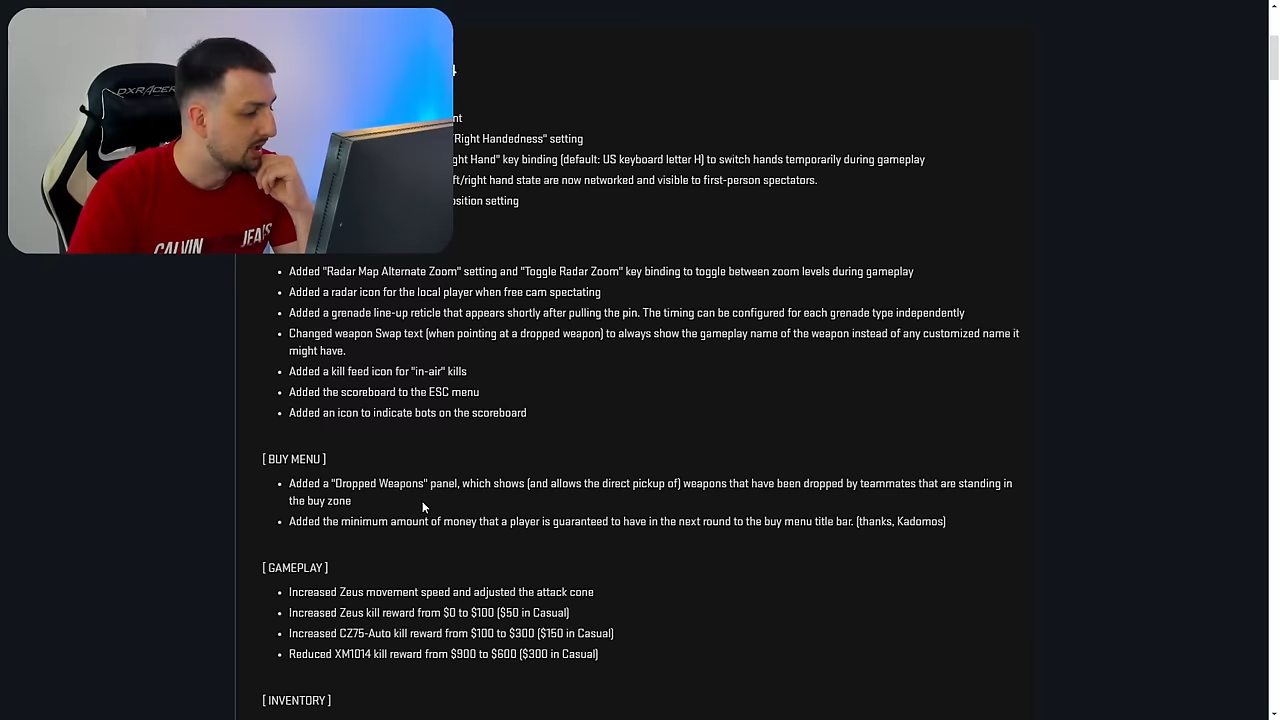 4
nt
DXRACER
Right Handedness" setting
ght Hand" key binding (default: US keyboard letter H) to switch hands temporarily during gameplay
ft/right hand state are now networked and visible to first-person spectators.
osition setting
CALVIN JEANS
• Added "Radar Map Alternate Zoom" setting and "Toggle Radar Zoom" key binding to toggle between zoom levels during gameplay
• Added a radar icon for the local player when free cam spectating
• Added a grenade line-up reticle that appears shortly after pulling the pin. The timing can be configured for each grenade type independently
• Changed weapon Swap text (when pointing at a dropped weapon) to always show the gameplay name of the weapon instead of any customized name it
might have.
• Added a kill feed icon for "in-air" kills
• Added the scoreboard to the ESC menu
• Added an icon to indicate bots on the scoreboard
[ BUY MENU ]
• Added a "Dropped Weapons" panel, which shows (and allows the direct pickup of) weapons that have been dropped by teammates that are standing in
the buy zone
• Added the minimum amount of money that a player is guaranteed to have in the next round to the buy menu title bar. (thanks, Kadomos)
[ GAMEPLAY ]
• Increased Zeus movement speed and adjusted the attack cone
• Increased Zeus kill reward from $0 to $100 ($50 in Casual)
• Increased CZ75-Auto kill reward from $100 to $300 ($150 in Casual)
• Reduced XM1014 kill reward from $900 to $600 ($300 in Casual)
[ INVENTORY ]